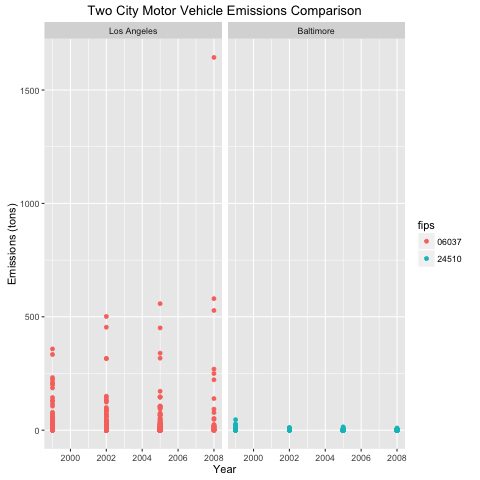 Two City Motor Vehicle Emissions Comparison
Los Angeles
Baltimore
1500
1000
500
0
Emissions (tons)
2000 2002 2004 2006 2008
2000 2002 2004 2006 2008
Year
fips
06037
24510